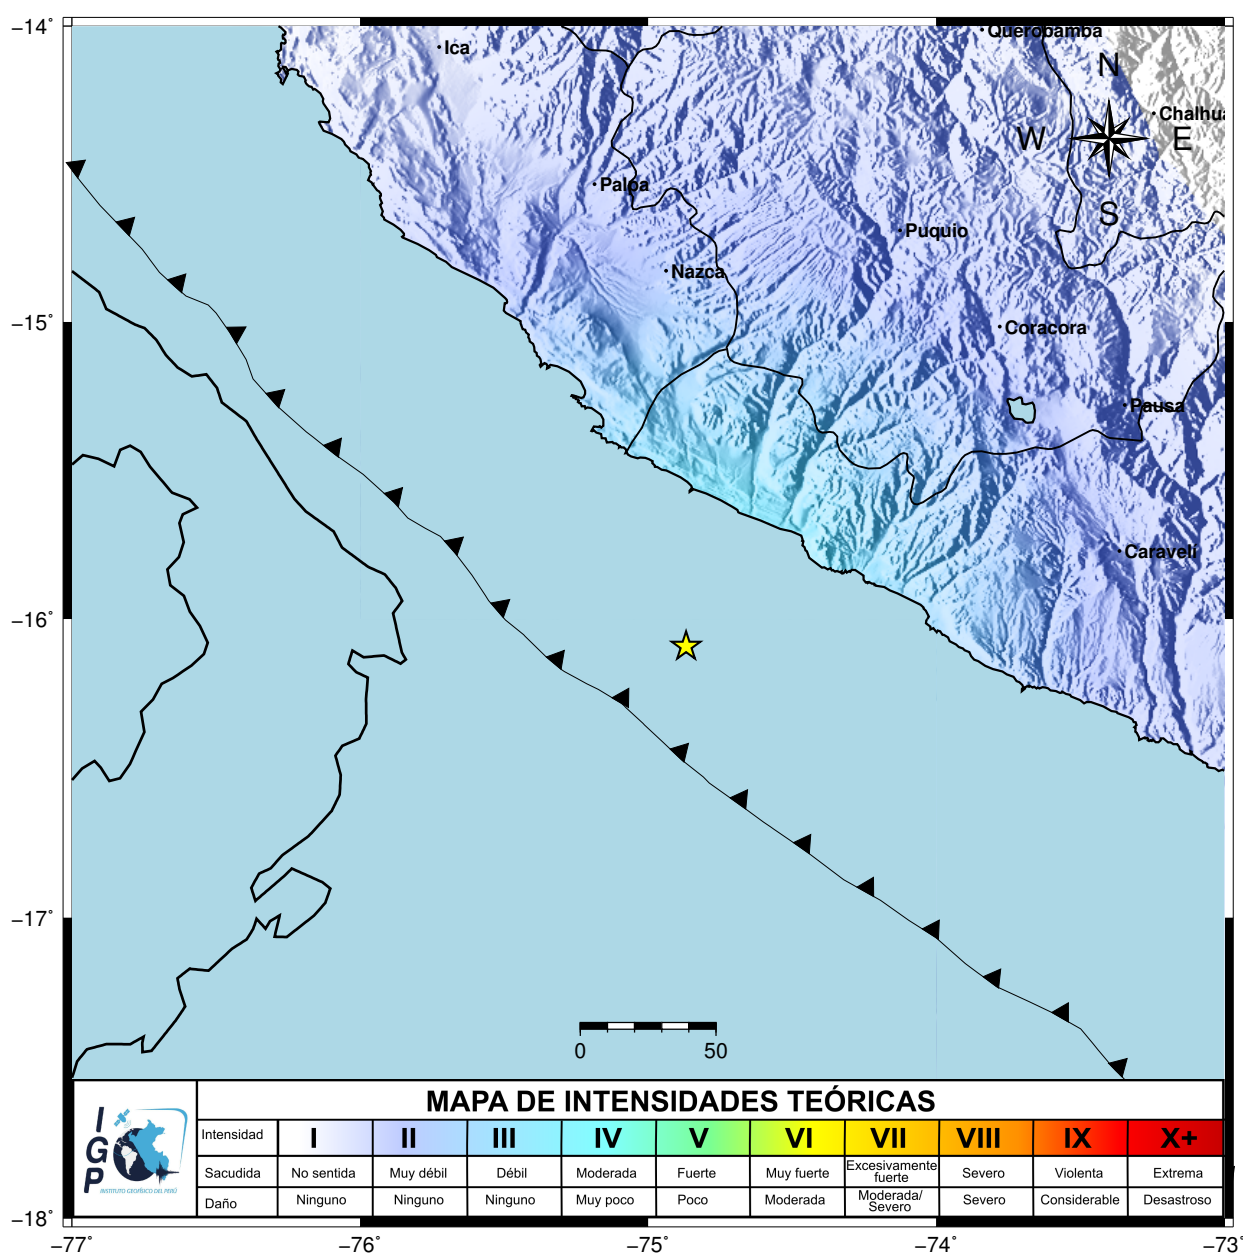 −14°
Querobamba
Ica
N
Chalhua
W
E
Palpa
S
Puquio
Nazca
−15°
Coracora
Pausa
Caravelí
−16°
−17°
0
50
MAPA DE INTENSIDADES TEÓRICAS
Intensidad
I
II
III
IV
V
VI
VII
VIII
IX
X+
Sacudida
No sentida
Muy débil
Débil
Moderada
Fuerte
Muy fuerte
Excesivamente
fuerte
Severo
Violenta
Extrema
Daño
Ninguno
Ninguno
Ninguno
Muy poco
Poco
Moderada
Moderada/
Severo
Severo
Considerable
Desastroso
I
G
P
INSTITUTO GEOFÍSICO DEL PERÚ
−18°
−77°
−76°
−75°
−74°
−73°